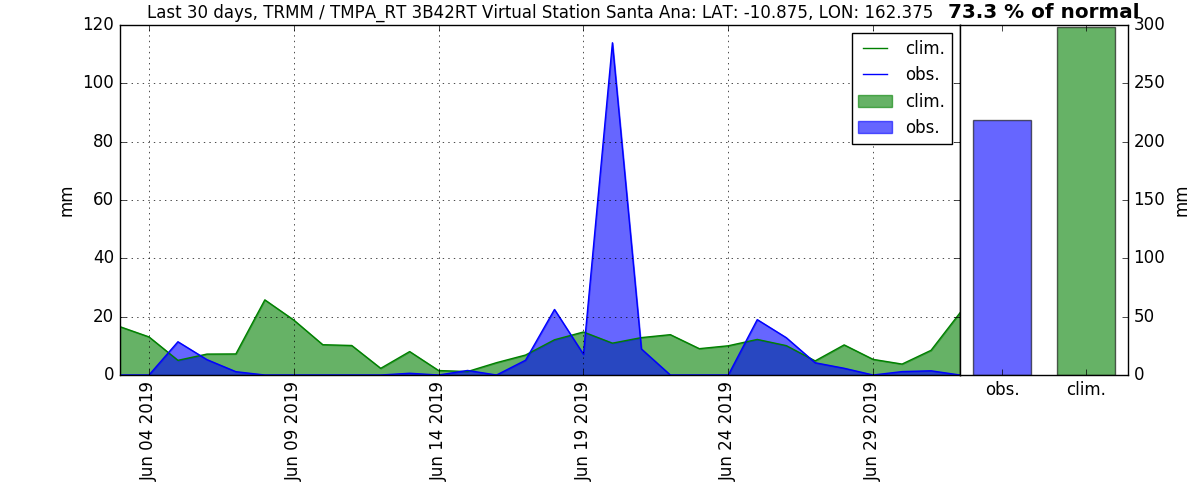 Last 30 days, TRMM / TMPA_RT 3B42RT Virtual Station Santa Ana: LAT: -10.875, LON: 162.375
73.3 % of normal
120
100
80
60
40
20
0
mm
clim.
obs.
clim.
obs.
300
250
200
150
100
50
0
mm
Jun 04 2019
Jun 09 2019
Jun 14 2019
Jun 19 2019
Jun 24 2019
Jun 29 2019
obs.
clim.